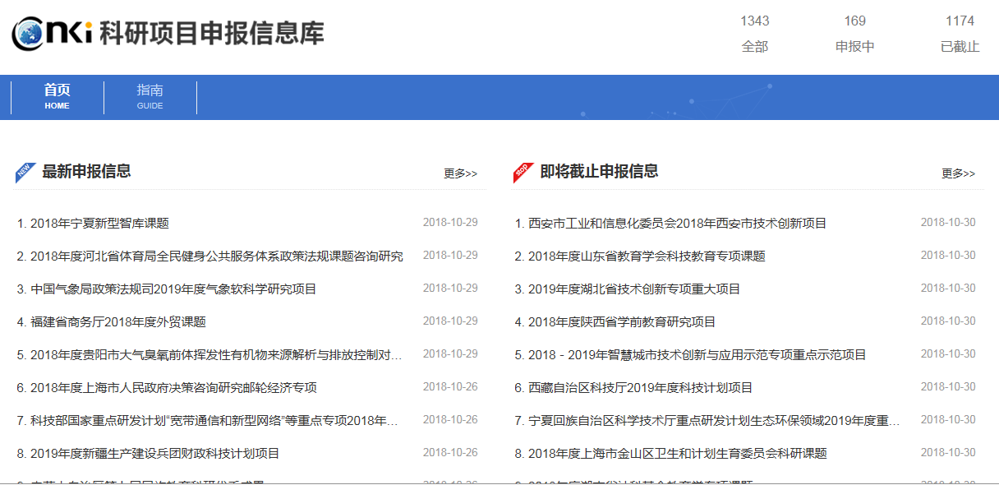 cnki 科研项目申报信息库
1343 169 1174
全部 申报中 已截止
首页 指南
HOME GUIDE
NEW 最新申报信息 更多>>
1. 2018年宁夏新型智库课题 2018-10-29
2. 2018年度河北省体育局全民健身公共服务体系政策法规课题咨询研究 2018-10-29
3. 中国气象局政策法规司2019年度气象软科学研究项目 2018-10-29
4. 福建省商务厅2018年度外贸课题 2018-10-29
5. 2018年度贵阳市大气臭氧前体挥发性有机物来源解析与排放控制对… 2018-10-29
6. 2018年度上海市人民政府决策咨询研究邮轮经济专项 2018-10-26
7. 科技部国家重点研发计划“宽带通信和新型网络”等重点专项2018年… 2018-10-26
8. 2019年度新疆生产建设兵团财政科技计划项目 2018-10-26
stop 即将截止申报信息 更多>>
1. 西安市工业和信息化委员会2018年西安市技术创新项目 2018-10-30
2. 2018年度山东省教育学会科技教育专项课题 2018-10-30
3. 2019年度湖北省技术创新专项重大项目 2018-10-30
4. 2018年度陕西省学前教育研究项目 2018-10-30
5. 2018－2019年智慧城市技术创新与应用示范专项重点示范项目 2018-10-30
6. 西藏自治区科技厅2019年度科技计划项目 2018-10-30
7. 宁夏回族自治区科学技术厅重点研发计划生态环保领域2019年度重… 2018-10-30
8. 2018年度上海市金山区卫生和计划生育委员会科研课题 2018-10-30